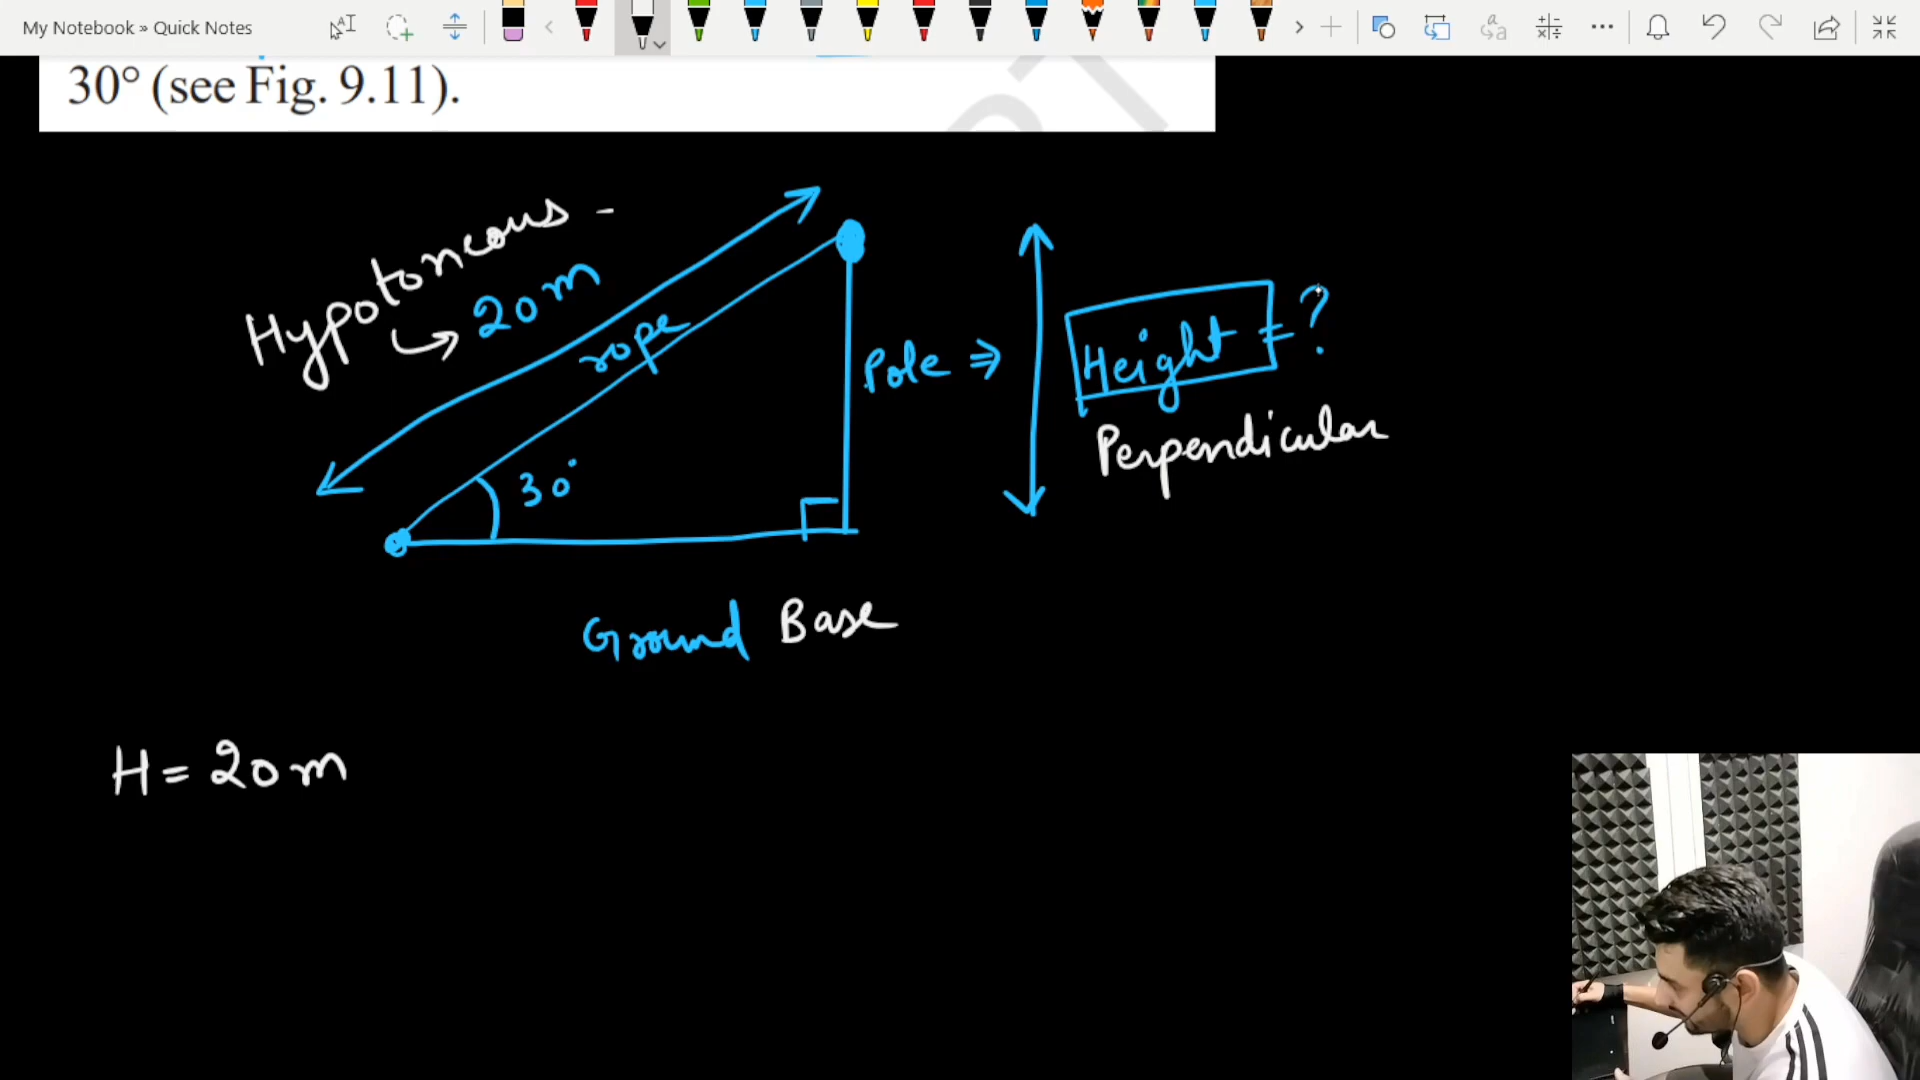 My Notebook » Quick Notes
30° (see Fig. 9.11).
Hypotoneous -
20m
rope
Pole ⇒
Height = ?
Perpendicular
30°
Ground Base
H = 20m